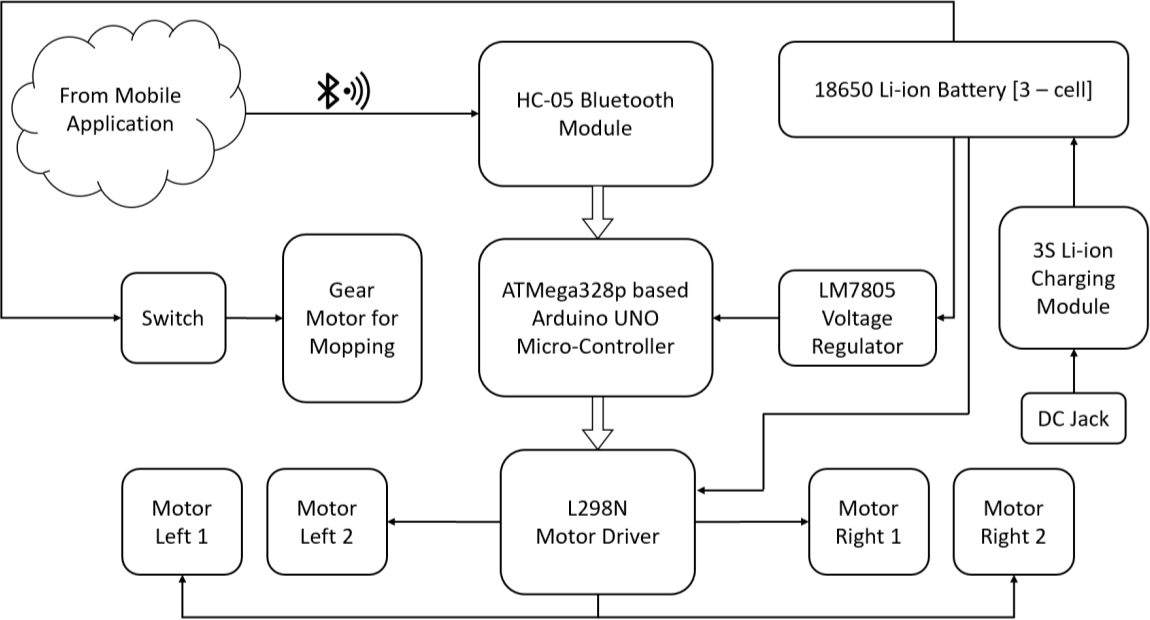 From Mobile
Application
HC-05 Bluetooth
Module
18650 Li-ion Battery [3 – cell]
Switch
Gear
Motor for
Mopping
ATMega328p based
Arduino UNO
Micro-Controller
LM7805
Voltage
Regulator
3S Li-ion
Charging
Module
DC Jack
Motor
Left 1
Motor
Left 2
L298N
Motor Driver
Motor
Right 1
Motor
Right 2